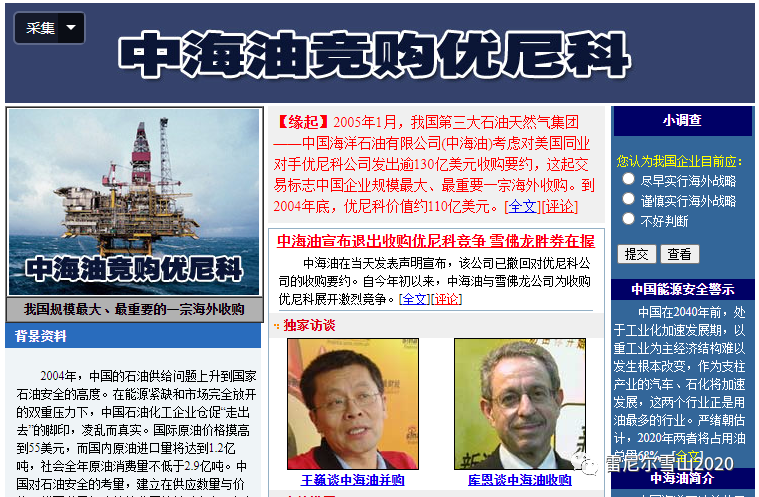 采集
中海油竞购优尼科
中海油竞购优尼科
我国规模最大、最重要的一宗海外收购
背景资料
2004年，中国的石油供给问题上升到国家
石油安全的高度。在能源紧缺和市场完全放开
的双重压力下，中国石油化工企业仓促“走出
去”的脚印，凌乱而真实。国际原油价格摸高
到55美元，而国内原油进口量将达到1.2亿
吨，社会全年原油消费量不低于2.9亿吨。中
国对石油安全的考量，建立在供应数量与价
【缘起】2005年1月，我国第三大石油天然气集团
——中国海洋石油有限公司(中海油)考虑对美国同业
对手优尼科公司发出逾130亿美元收购要约，这起交
易标志中国企业规模最大、最重要一宗海外收购。到
2004年底，优尼科价值约110亿美元。[全文][评论]
中海油宣布退出收购优尼科竞争 雪佛龙胜券在握
中海油在当天发表声明宣布，该公司已撤回对优尼科公
司的收购要约。自今年初以来，中海油与雪佛龙公司为收购
优尼科展开激烈竞争。[全文][评论]
独家访谈
王巍谈中海油并购
库恩谈中海油收购
小调查
您认为我国企业目前应：
尽早实行海外战略
谨慎实行海外战略
不好判断
提交 查看
中国能源安全警示
中国在2040年前，处
于工业化加速发展期，以
重工业为主经济结构难以
发生根本改变，作为支柱
产业的汽车、石化将加速
发展，这两个行业正是用
油最多的行业。严绪朝估
计，2020年两者将占用油
总量68%。[全文]
雷尼尔雪山2020
中海油简介